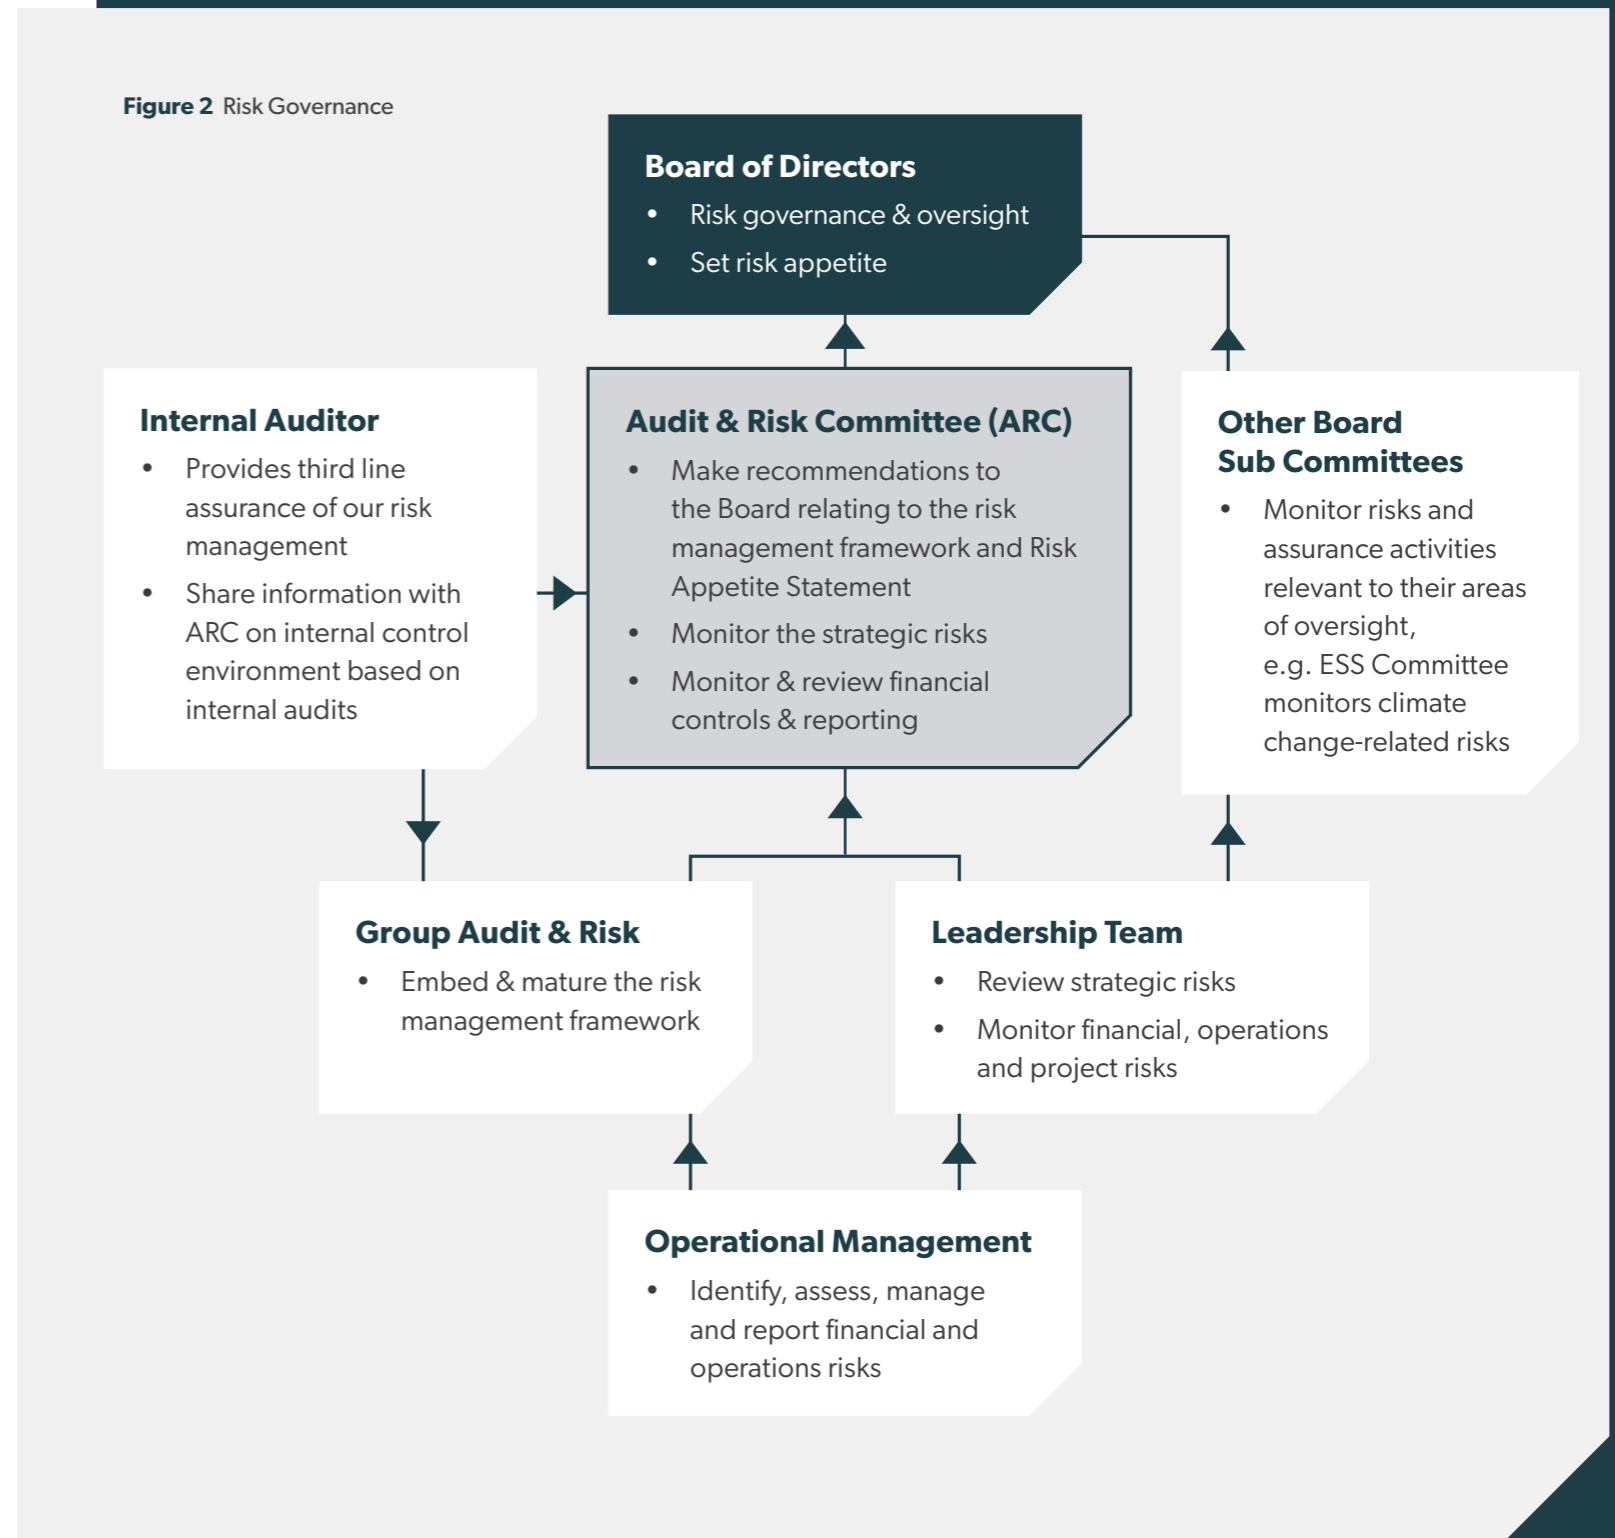 Figure 2 Risk Governance
Board of Directors
• Risk governance & oversight
• Set risk appetite
Internal Auditor
• Provides third line
assurance of our risk
management
• Share information with
ARC on internal control
environment based on
internal audits
Audit & Risk Committee (ARC)
• Make recommendations to
the Board relating to the risk
management framework and Risk
Appetite Statement
• Monitor the strategic risks
• Monitor & review financial
controls & reporting
Other Board
Sub Committees
• Monitor risks and
assurance activities
relevant to their areas
of oversight,
e.g. ESS Committee
monitors climate
change-related risks
Group Audit & Risk
• Embed & mature the risk
management framework
Leadership Team
• Review strategic risks
• Monitor financial, operations
and project risks
Operational Management
• Identify, assess, manage
and report financial and
operations risks